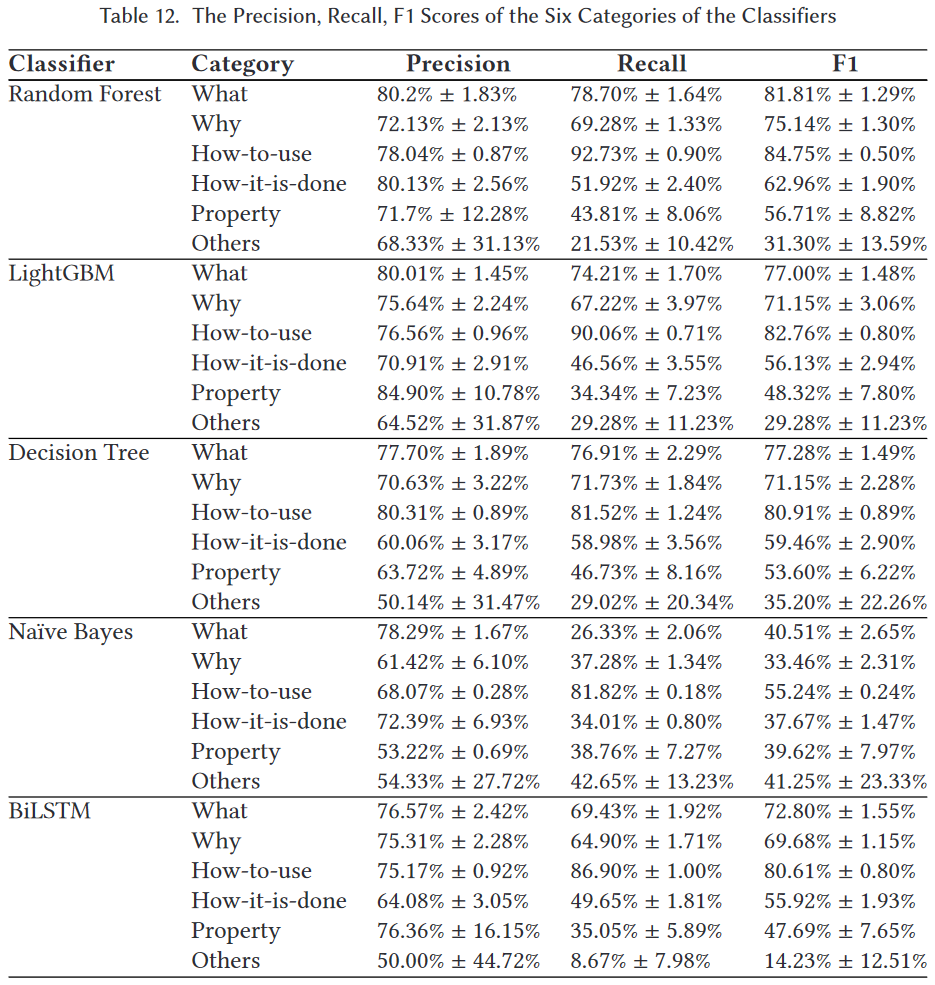 Table 12. The Precision, Recall, F1 Scores of the Six Categories of the Classifiers
Classifier Category Precision Recall F1
Random Forest What 80.2% ± 1.83% 78.70% ± 1.64% 81.81% ± 1.29%
Why 72.13% ± 2.13% 69.28% ± 1.33% 75.14% ± 1.30%
How-to-use 78.04% ± 0.87% 92.73% ± 0.90% 84.75% ± 0.50%
How-it-is-done 80.13% ± 2.56% 51.92% ± 2.40% 62.96% ± 1.90%
Property 71.7% ± 12.28% 43.81% ± 8.06% 56.71% ± 8.82%
Others 68.33% ± 31.13% 21.53% ± 10.42% 31.30% ± 13.59%
LightGBM What 80.01% ± 1.45% 74.21% ± 1.70% 77.00% ± 1.48%
Why 75.64% ± 2.24% 67.22% ± 3.97% 71.15% ± 3.06%
How-to-use 76.56% ± 0.96% 90.06% ± 0.71% 82.76% ± 0.80%
How-it-is-done 70.91% ± 2.91% 46.56% ± 3.55% 56.13% ± 2.94%
Property 84.90% ± 10.78% 34.34% ± 7.23% 48.32% ± 7.80%
Others 64.52% ± 31.87% 29.28% ± 11.23% 29.28% ± 11.23%
Decision Tree What 77.70% ± 1.89% 76.91% ± 2.29% 77.28% ± 1.49%
Why 70.63% ± 3.22% 71.73% ± 1.84% 71.15% ± 2.28%
How-to-use 80.31% ± 0.89% 81.52% ± 1.24% 80.91% ± 0.89%
How-it-is-done 60.06% ± 3.17% 58.98% ± 3.56% 59.46% ± 2.90%
Property 63.72% ± 4.89% 46.73% ± 8.16% 53.60% ± 6.22%
Others 50.14% ± 31.47% 29.02% ± 20.34% 35.20% ± 22.26%
Naïve Bayes What 78.29% ± 1.67% 26.33% ± 2.06% 40.51% ± 2.65%
Why 61.42% ± 6.10% 37.28% ± 1.34% 33.46% ± 2.31%
How-to-use 68.07% ± 0.28% 81.82% ± 0.18% 55.24% ± 0.24%
How-it-is-done 72.39% ± 6.93% 34.01% ± 0.80% 37.67% ± 1.47%
Property 53.22% ± 0.69% 38.76% ± 7.27% 39.62% ± 7.97%
Others 54.33% ± 27.72% 42.65% ± 13.23% 41.25% ± 23.33%
BiLSTM What 76.57% ± 2.42% 69.43% ± 1.92% 72.80% ± 1.55%
Why 75.31% ± 2.28% 64.90% ± 1.71% 69.68% ± 1.15%
How-to-use 75.17% ± 0.92% 86.90% ± 1.00% 80.61% ± 0.80%
How-it-is-done 64.08% ± 3.05% 49.65% ± 1.81% 55.92% ± 1.93%
Property 76.36% ± 16.15% 35.05% ± 5.89% 47.69% ± 7.65%
Others 50.00% ± 44.72% 8.67% ± 7.98% 14.23% ± 12.51%